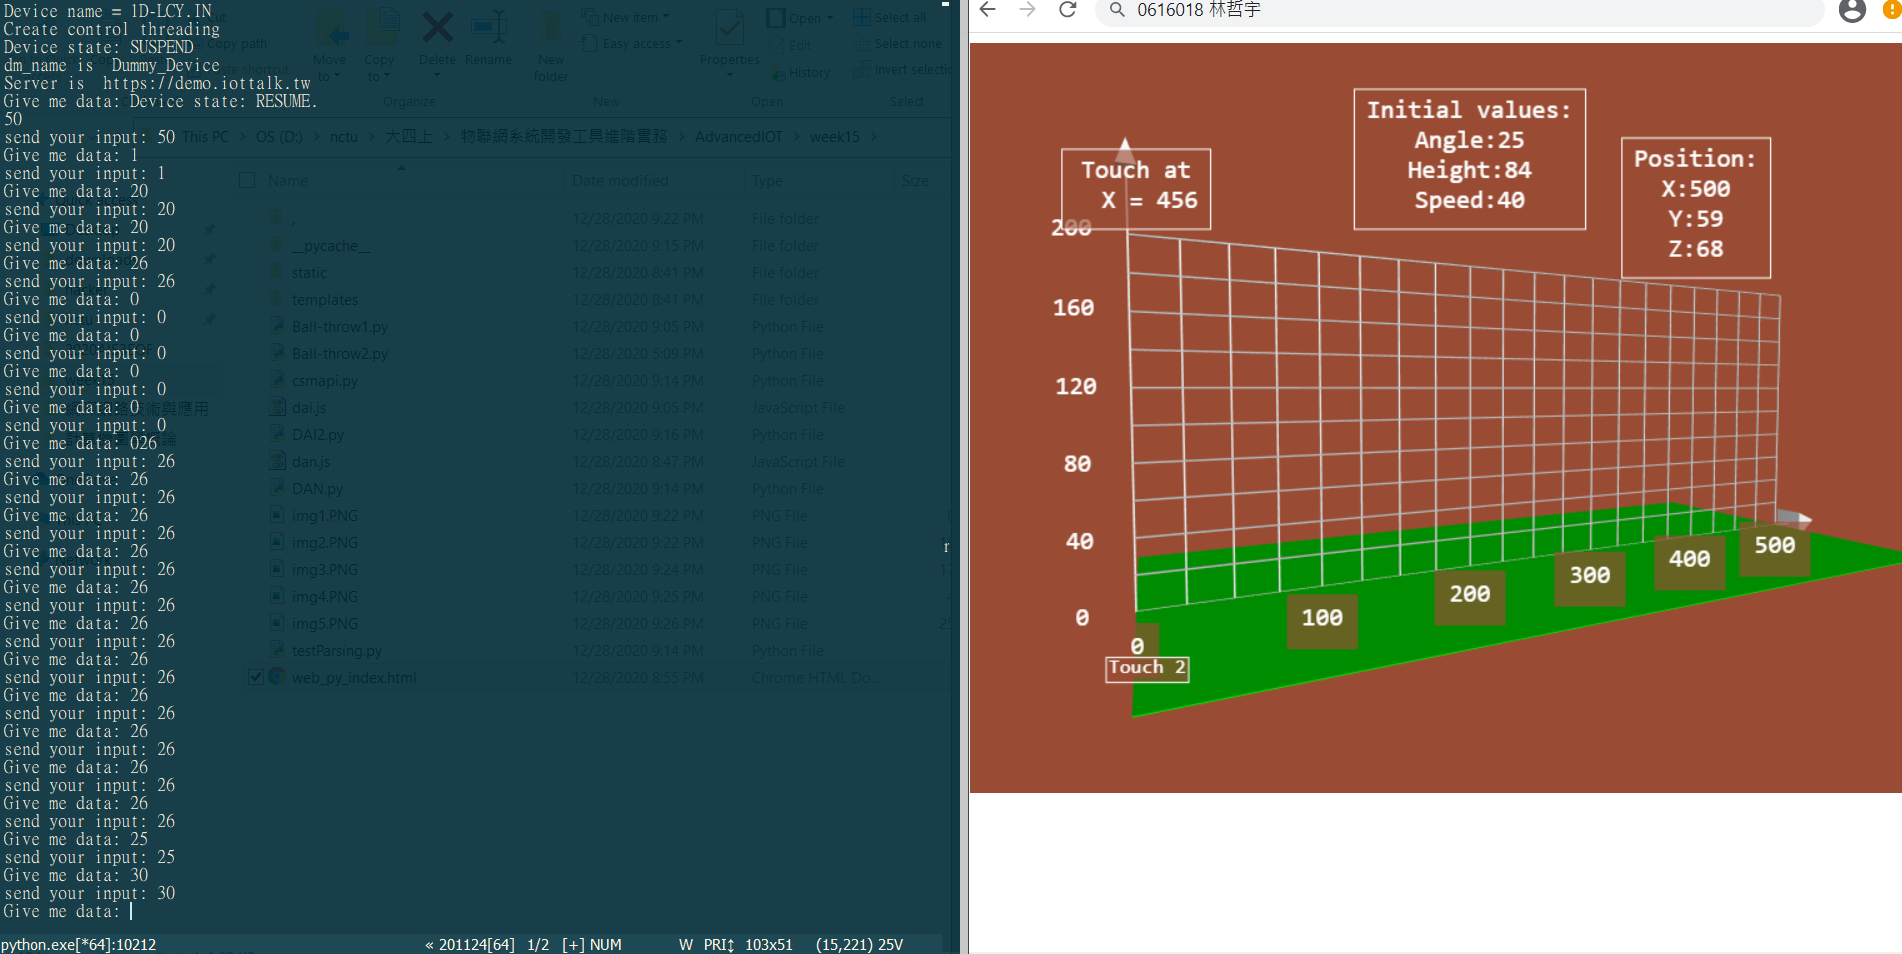 Device name = 1D-LCY.IN
Create control threading
Device state: SUSPEND
dm_name is  Dummy_Device
Server is  https://demo.iottalk.tw
Give me data: Device state: RESUME.
50
send your input: 50
Give me data: 1
send your input: 1
Give me data: 20
send your input: 20
Give me data: 20
send your input: 20
Give me data: 26
send your input: 26
Give me data: 0
send your input: 0
Give me data: 0
send your input: 0
Give me data: 0
send your input: 0
Give me data: 0
send your input: 0
Give me data: 026
send your input: 26
Give me data: 26
send your input: 26
Give me data: 26
send your input: 26
Give me data: 26
send your input: 26
Give me data: 26
send your input: 26
Give me data: 26
send your input: 26
Give me data: 26
send your input: 26
Give me data: 26
send your input: 26
Give me data: 26
send your input: 26
Give me data: 26
send your input: 26
Give me data: 26
send your input: 26
Give me data: 25
send your input: 25
Give me data: 30
send your input: 30
Give me data:
python.exe[*64]:10212 « 201124[64] 1/2 [+] NUM W PRI↕ 103x51 (15,221) 25V
Copy path
Move to
Copy to
Delete
Rename
New folder
New item
Easy access
Properties
Open
Edit
History
Select all
Select none
Invert selectio
Organize New Open Select
This PC > OS (D:) > nctu > 大四上 > 物聯網系統開發工具進階實務 > AdvancedIOT > week15 >
Name Date modified Type Size
, 12/28/2020 9:22 PM File folder
__pycache__ 12/28/2020 9:15 PM File folder
static 12/28/2020 8:41 PM File folder
templates 12/28/2020 8:41 PM File folder
Ball-throw1.py 12/28/2020 9:05 PM Python File
Ball-throw2.py 12/28/2020 5:09 PM Python File
csmapi.py 12/28/2020 9:14 PM Python File
dai.js 12/28/2020 9:05 PM JavaScript File
DAI2.py 12/28/2020 9:16 PM Python File
dan.js 12/28/2020 8:47 PM JavaScript File
DAN.py 12/28/2020 9:14 PM Python File
img1.PNG 12/28/2020 9:22 PM PNG File
img2.PNG 12/28/2020 9:22 PM PNG File
img3.PNG 12/28/2020 9:24 PM PNG File
img4.PNG 12/28/2020 9:25 PM PNG File
img5.PNG 12/28/2020 9:26 PM PNG File
testParsing.py 12/28/2020 9:14 PM Python File
web_py_index.html 12/28/2020 8:55 PM Chrome HTML Do...
0616018 林哲宇
Initial values:
Angle:25
Height:84
Speed:40
Touch at
X = 456
Position:
X:500
Y:59
Z:68
200
160
120
80
40
0
0
100
200
300
400
500
Touch 2